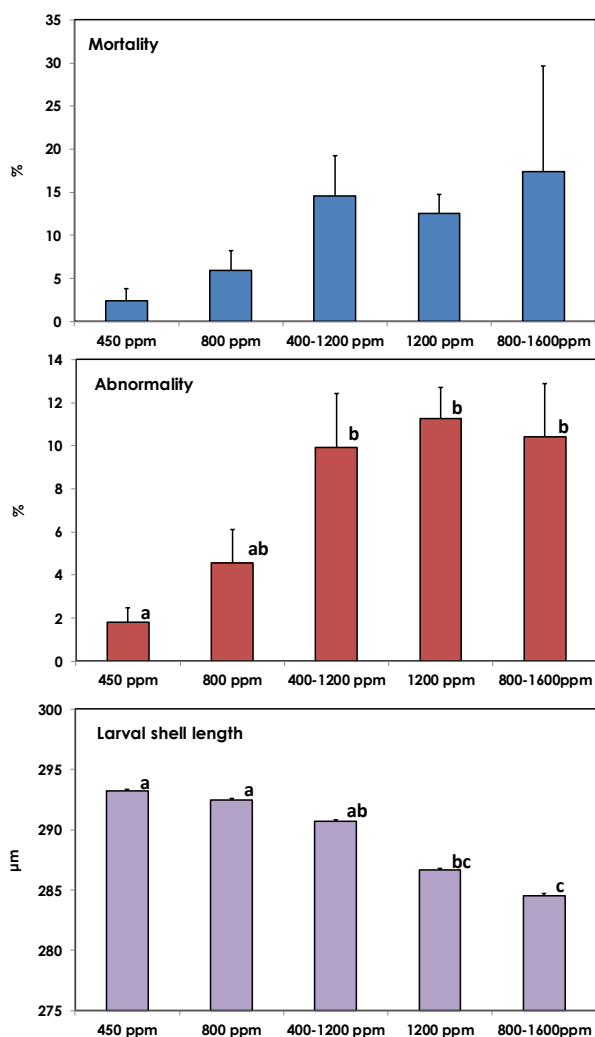 35
Mortality
30
25
20
%
15
10
5
0
450 ppm 800 ppm 400-1200 ppm 1200 ppm 800-1600ppm
14
Abnormality
12
b b b
10
8
%
6
ab
4
2
a
0
450 ppm 800 ppm 400-1200 ppm 1200 ppm 800-1600ppm
300
Larval shell length
295
a a
ab
290
µm
bc
285
c
280
275
450 ppm 800 ppm 400-1200 ppm 1200 ppm 800-1600ppm